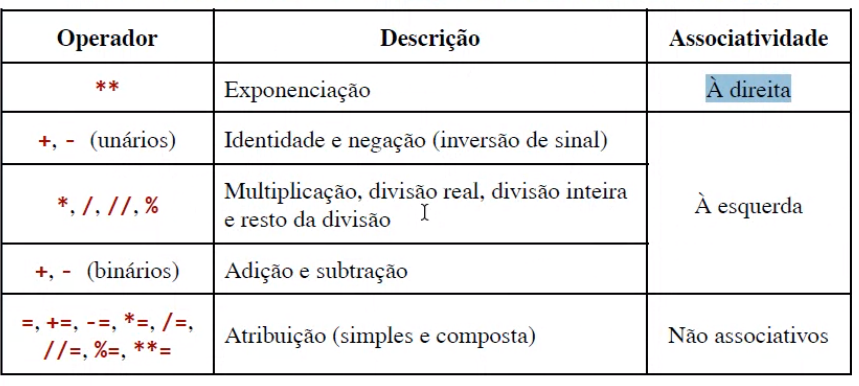 Operador Descrição Associatividade
** Exponenciação À direita
+, - (unários) Identidade e negação (inversão de sinal)
*, /, //, % Multiplicação, divisão real, divisão inteira
e resto da divisão
À esquerda
+, - (binários) Adição e subtração
=, +=, -=, *=, /=,
//=, %=, **= Atribuição (simples e composta) Não associativos